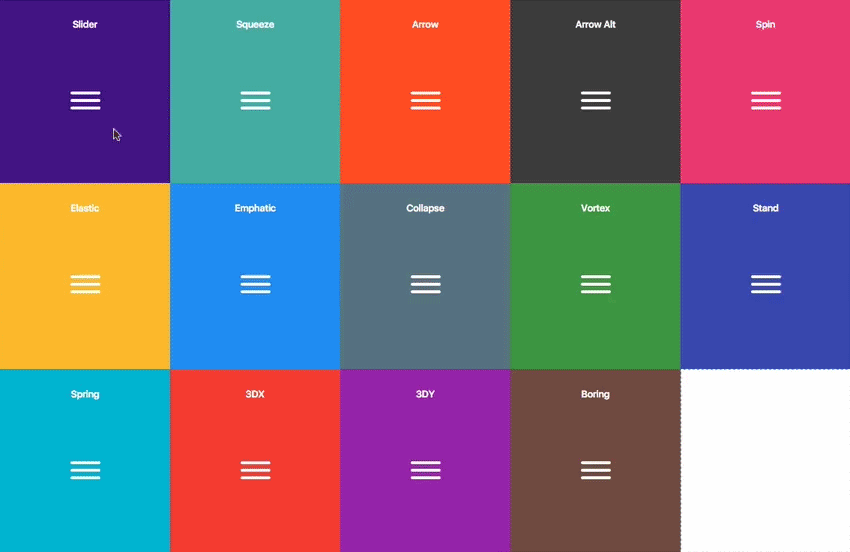 Slider
Squeeze
Arrow
Arrow Alt
Spin
Elastic
Emphatic
Collapse
Vortex
Stand
Spring
3DX
3DY
Boring